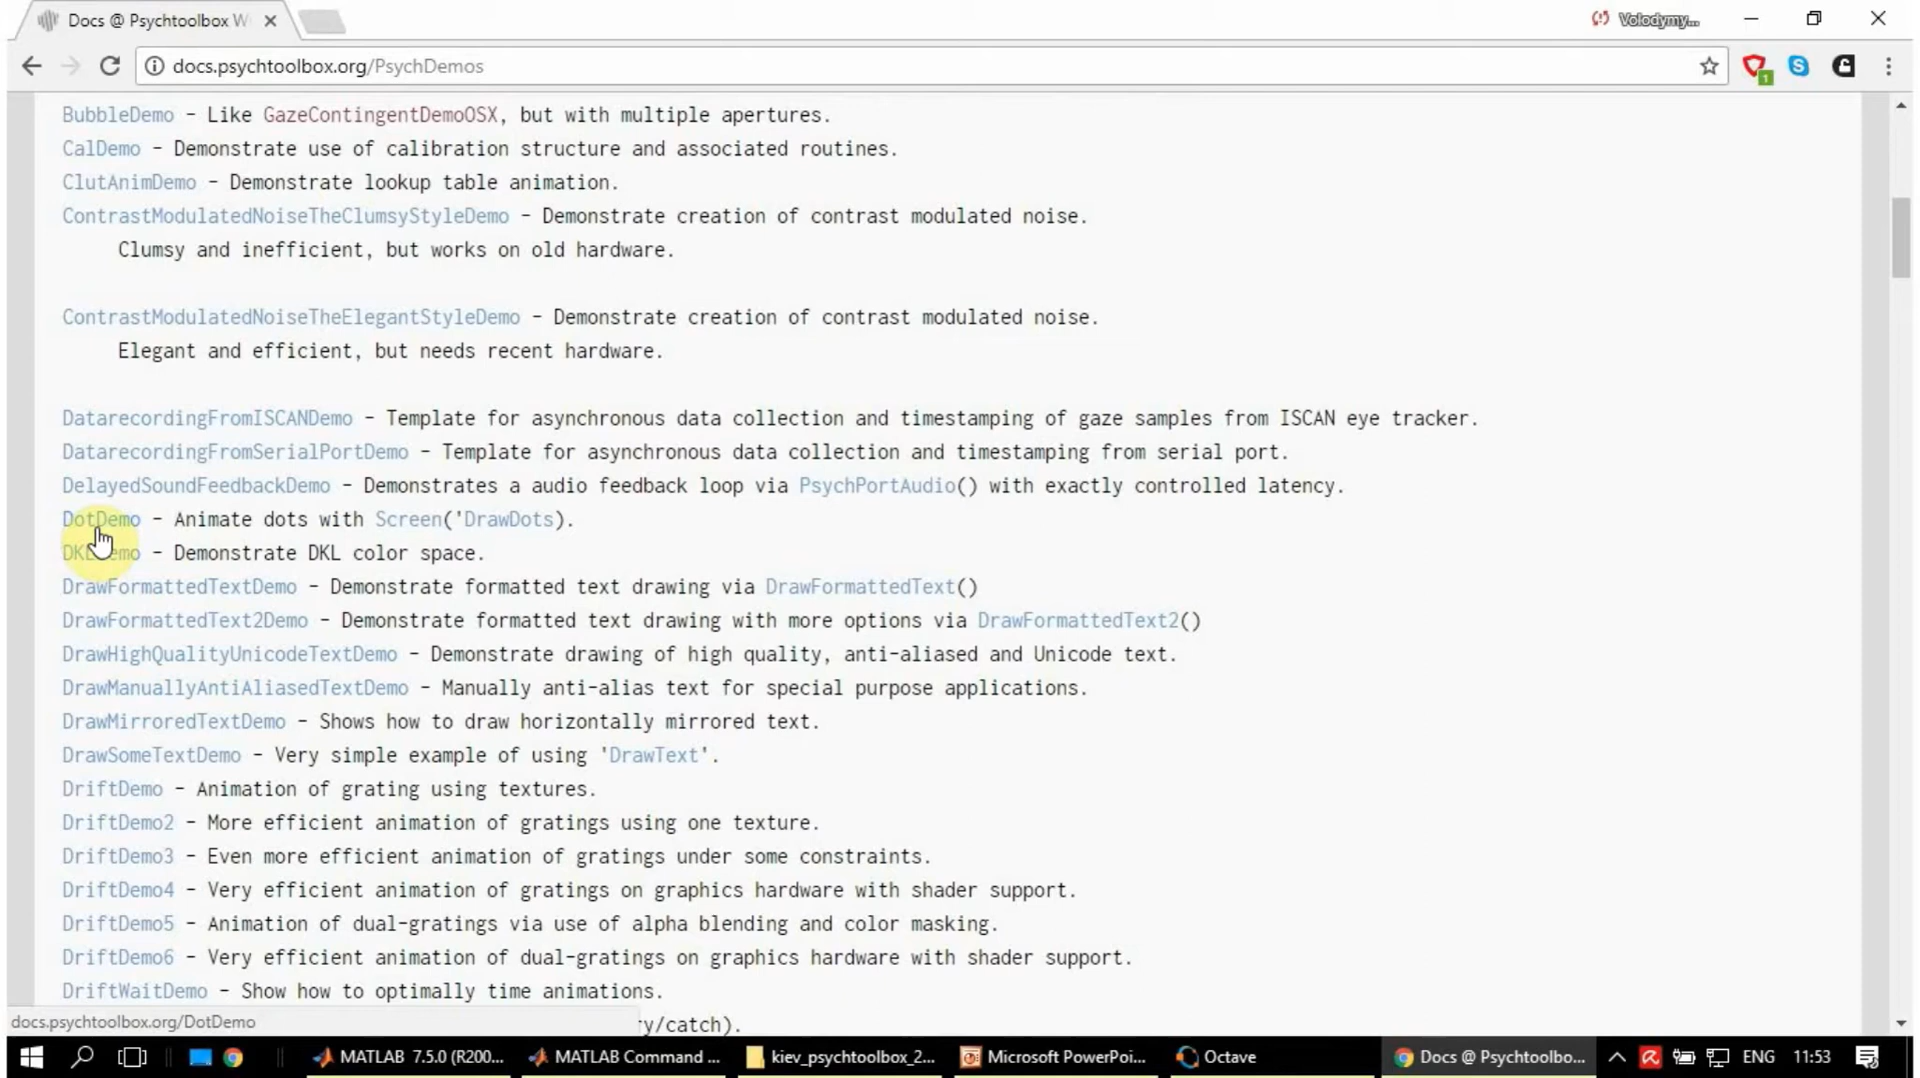 Docs @ Psychtoolbox W
Volodymy...
docs.psychtoolbox.org/PsychDemos
BubbleDemo - Like GazeContingentDemoOSX, but with multiple apertures.
CalDemo - Demonstrate use of calibration structure and associated routines.
ClutAnimDemo - Demonstrate lookup table animation.
ContrastModulatedNoiseTheClumsyStyleDemo - Demonstrate creation of contrast modulated noise.
Clumsy and inefficient, but works on old hardware.
ContrastModulatedNoiseTheElegantStyleDemo - Demonstrate creation of contrast modulated noise.
Elegant and efficient, but needs recent hardware.
DatarecordingFromISCANDemo - Template for asynchronous data collection and timestamping of gaze samples from ISCAN eye tracker.
DatarecordingFromSerialPortDemo - Template for asynchronous data collection and timestamping from serial port.
DelayedSoundFeedbackDemo - Demonstrates a audio feedback loop via PsychPortAudio() with exactly controlled latency.
DotDemo - Animate dots with Screen('DrawDots).
DKLDemo - Demonstrate DKL color space.
DrawFormattedTextDemo - Demonstrate formatted text drawing via DrawFormattedText()
DrawFormattedText2Demo - Demonstrate formatted text drawing with more options via DrawFormattedText2()
DrawHighQualityUnicodeTextDemo - Demonstrate drawing of high quality, anti-aliased and Unicode text.
DrawManuallyAntiAliasedTextDemo - Manually anti-alias text for special purpose applications.
DrawMirroredTextDemo - Shows how to draw horizontally mirrored text.
DrawSomeTextDemo - Very simple example of using 'DrawText'.
DriftDemo - Animation of grating using textures.
DriftDemo2 - More efficient animation of gratings using one texture.
DriftDemo3 - Even more efficient animation of gratings under some constraints.
DriftDemo4 - Very efficient animation of gratings on graphics hardware with shader support.
DriftDemo5 - Animation of dual-gratings via use of alpha blending and color masking.
DriftDemo6 - Very efficient animation of dual-gratings on graphics hardware with shader support.
DriftWaitDemo - Show how to optimally time animations.
docs.psychtoolbox.org/DotDemo
ry/catch).
MATLAB 7.5.0 (R200...
MATLAB Command ...
kiev_psychtoolbox_2...
Microsoft PowerPoi...
Octave
Docs @ Psychtoolbo...
ENG
11:53